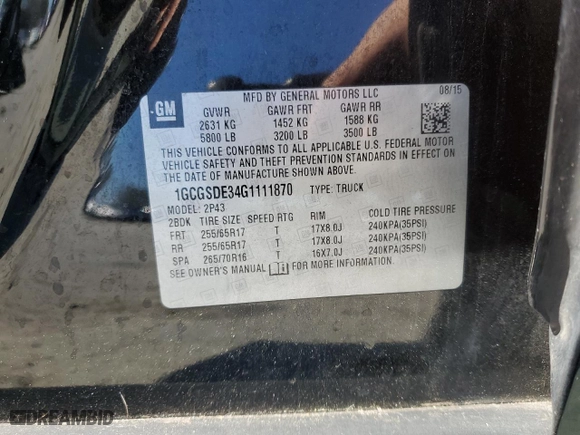 MFD BY GENERAL MOTORS LLC 08/15
GM
GVWR GAWR FRT GAWR RR
2631 KG 1452 KG 1588 KG
5800 LB 3200 LB 3500 LB
THIS VEHICLE CONFORMS TO ALL APPLICABLE U.S. FEDERAL MOTOR
VEHICLE SAFETY AND THEFT PREVENTION STANDARDS IN EFFECT ON
THE DATE OF MANUFACTURE SHOWN ABOVE.
1GCGSDE34G1111870 TYPE: TRUCK
MODEL: 2P43
2BDK TIRE SIZE SPEED RTG RIM COLD TIRE PRESSURE
FRT 255/65R17 T 17X8.0J 240KPA(35PSI)
RR 255/65R17 T 17X8.0J 240KPA(35PSI)
SPA 265/70R16 T 16X7.0J 240KPA(35PSI)
SEE OWNER'S MANUAL FOR MORE INFORMATION.
DREAMBID